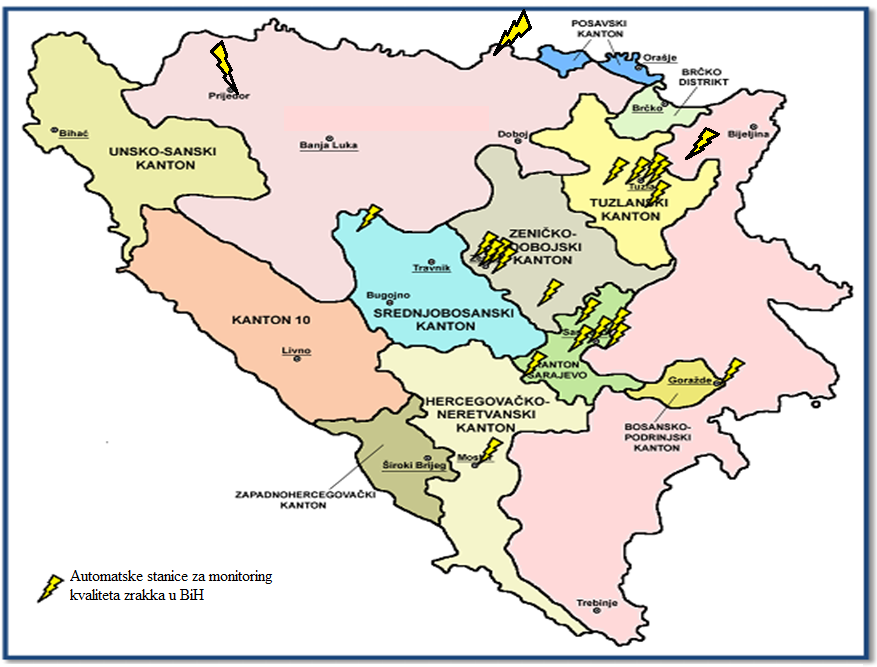 POSAVSKI
KANTON
Orašje
BRČKO
DISTRIKT
Prijedor
Brčko
Bihać
Banja Luka
Doboj
Bijeljina
UNSKO-SANSKI
KANTON
Tuzla
TUZLANSKI
KANTON
ZENIČKO-
DOBOJSKI
KANTON
Travnik
Bugojno
SREDNJOBOSANSKI
KANTON
KANTON 10
Livno
KANTON
SARAJEVO
Goražde
HERCEGOVAČKO-
NERETVANSKI
KANTON
BOSANSKO-
PODRINJSKI
KANTON
Mostar
Široki Brijeg
ZAPADNOHERCEGOVAČKI
KANTON
Automatske stanice za monitoring
kvaliteta zrakka u BiH
Trebinje